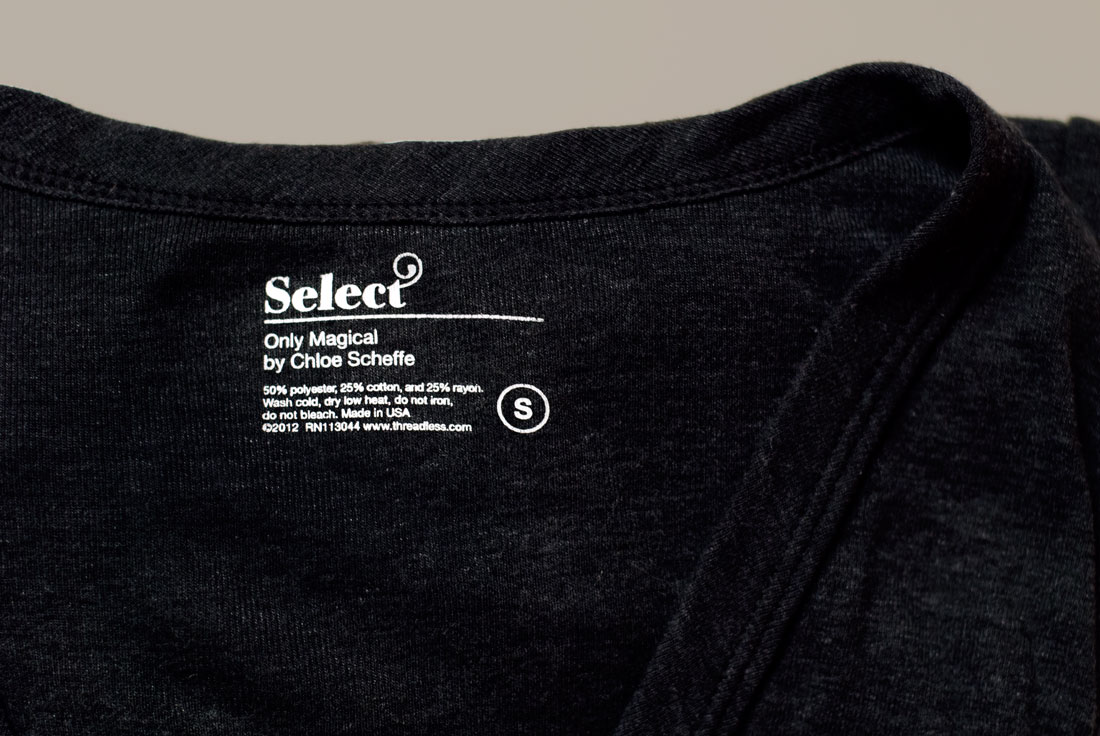 Select
Only Magical
by Chloe Scheffe
50% polyester, 25% cotton, and 25% rayon.
Wash cold, dry low heat, do not iron,
do not bleach. Made in USA
©2012 RN113044 www.threadless.com
S